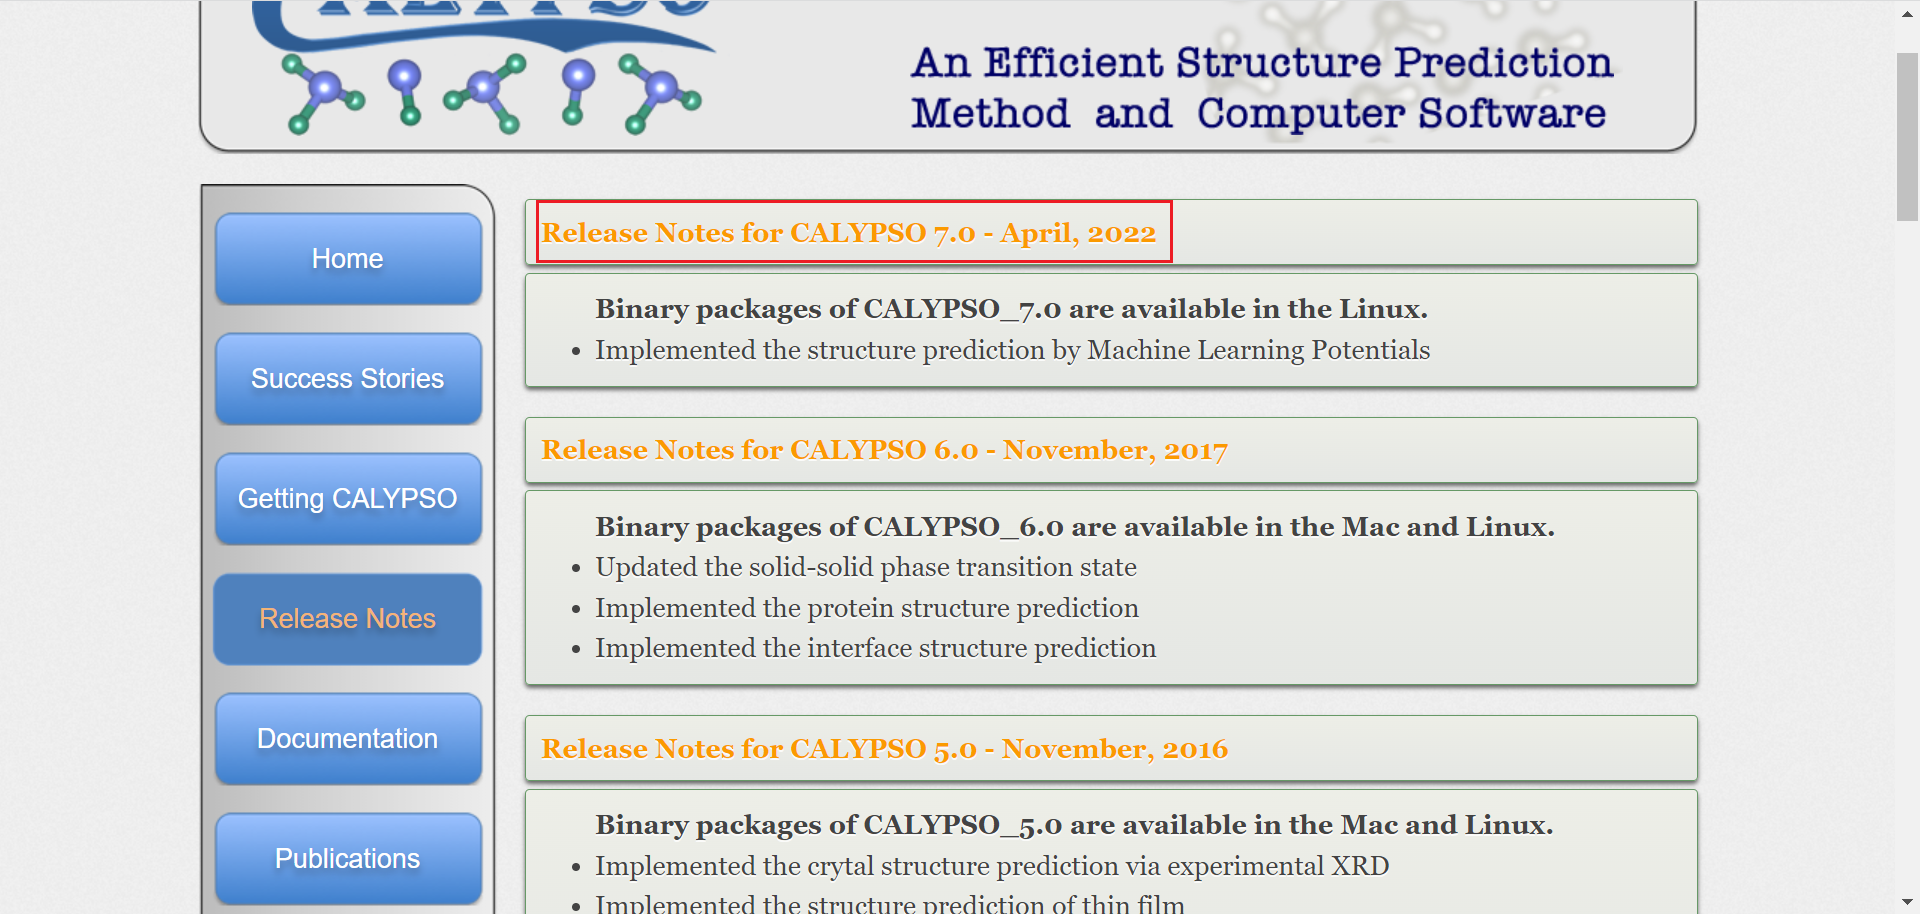 An Efficient Structure Prediction
Method and Computer Software
Home
Success Stories
Getting CALYPSO
Release Notes
Documentation
Publications
Release Notes for CALYPSO 7.0 - April, 2022
Binary packages of CALYPSO_7.0 are available in the Linux.
• Implemented the structure prediction by Machine Learning Potentials
Release Notes for CALYPSO 6.0 - November, 2017
Binary packages of CALYPSO_6.0 are available in the Mac and Linux.
• Updated the solid-solid phase transition state
• Implemented the protein structure prediction
• Implemented the interface structure prediction
Release Notes for CALYPSO 5.0 - November, 2016
Binary packages of CALYPSO_5.0 are available in the Mac and Linux.
• Implemented the crytal structure prediction via experimental XRD
• Implemented the structure prediction of thin film